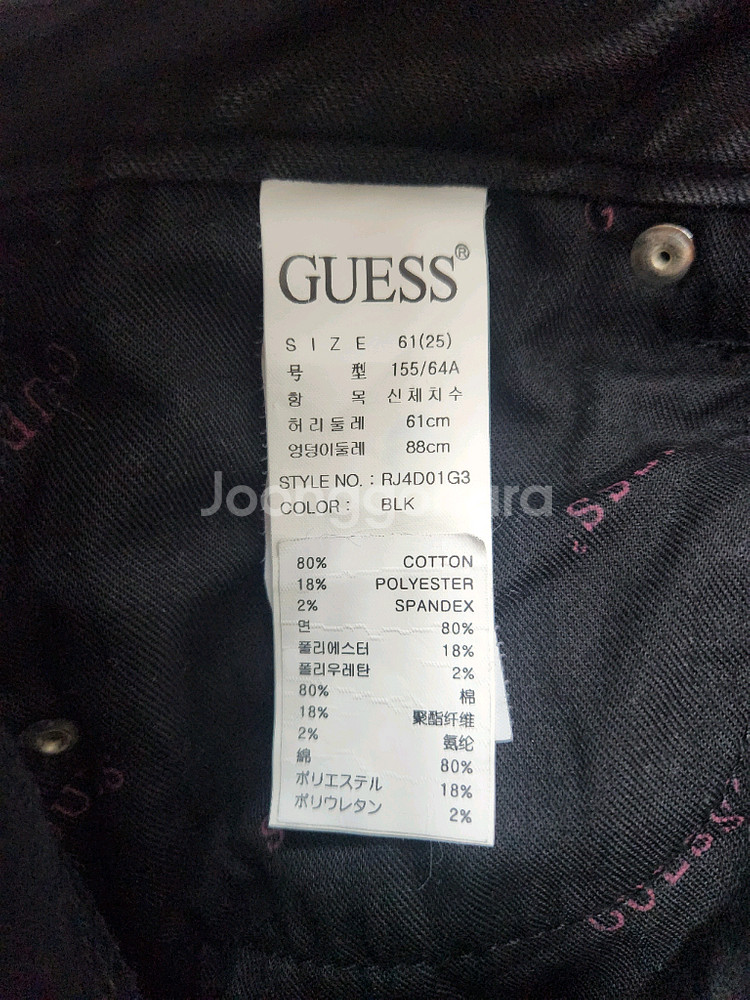 GUESS®
SIZE 61(25)
号 型 155/64A
항 목 신체치수
허리둘레 61cm
엉덩이둘레 88cm
STYLE NO. : RJ4D01G3
COLOR : BLK
Joonggonara
80% COTTON
18% POLYESTER
2% SPANDEX
면 80%
폴리에스터 18%
폴리우레탄 2%
80% 棉
18% 聚酯纤维
2% 氨纶
綿 80%
ポリエステル 18%
ポリウレタン 2%